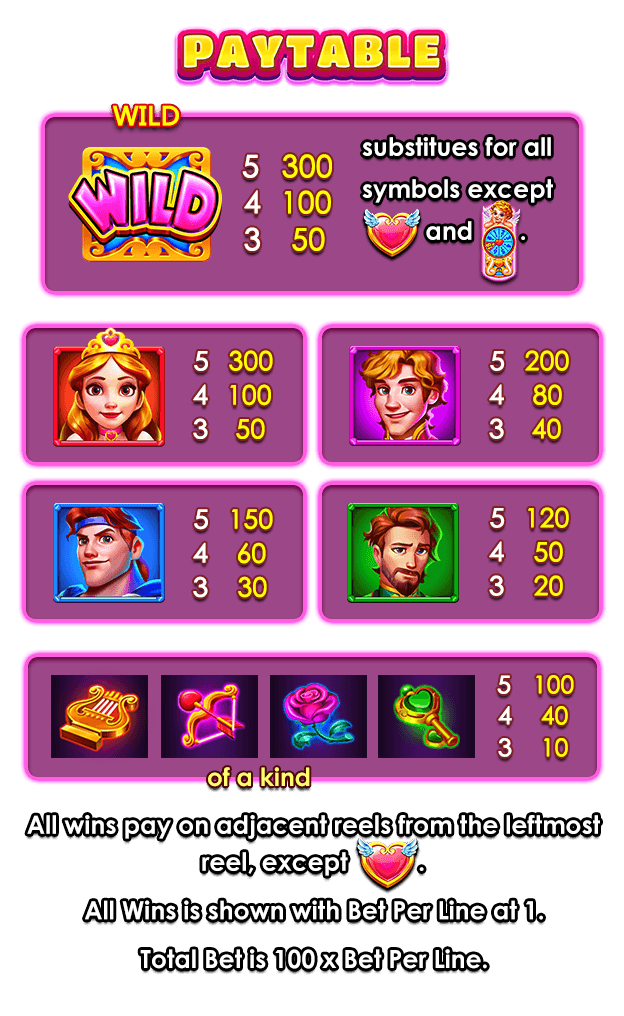 PAYTABLE
WILD
WILD
5 300
4 100
3 50
substitues for all
symbols except
and .
5 300
4 100
3 50
5 200
4 80
3 40
5 150
4 60
3 30
5 120
4 50
3 20
5 100
4 40
3 10
of a kind
All wins pay on adjacent reels from the leftmost
reel, except .
All Wins is shown with Bet Per Line at 1.
Total Bet is 100 x Bet Per Line.